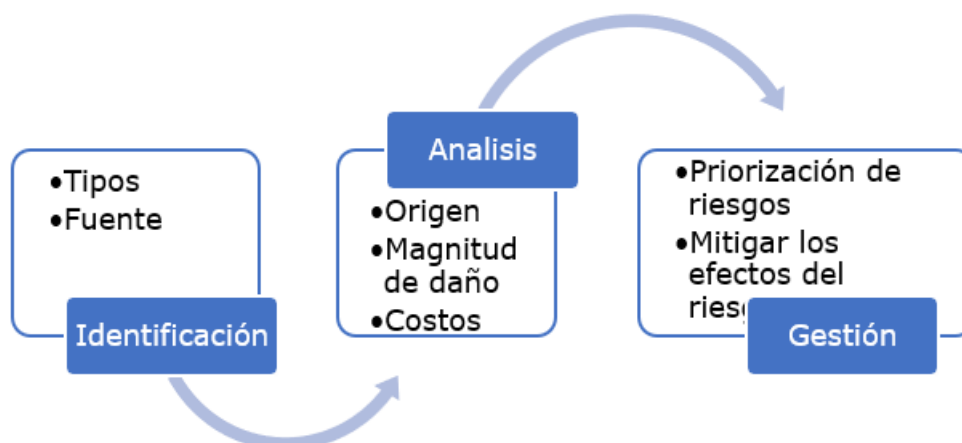 •Tipos
•Fuente
Identificación
Analisis
•Origen
•Magnitud
de daño
•Costos
•Priorización de
riesgos
•Mitigar los
efectos del
Gestión